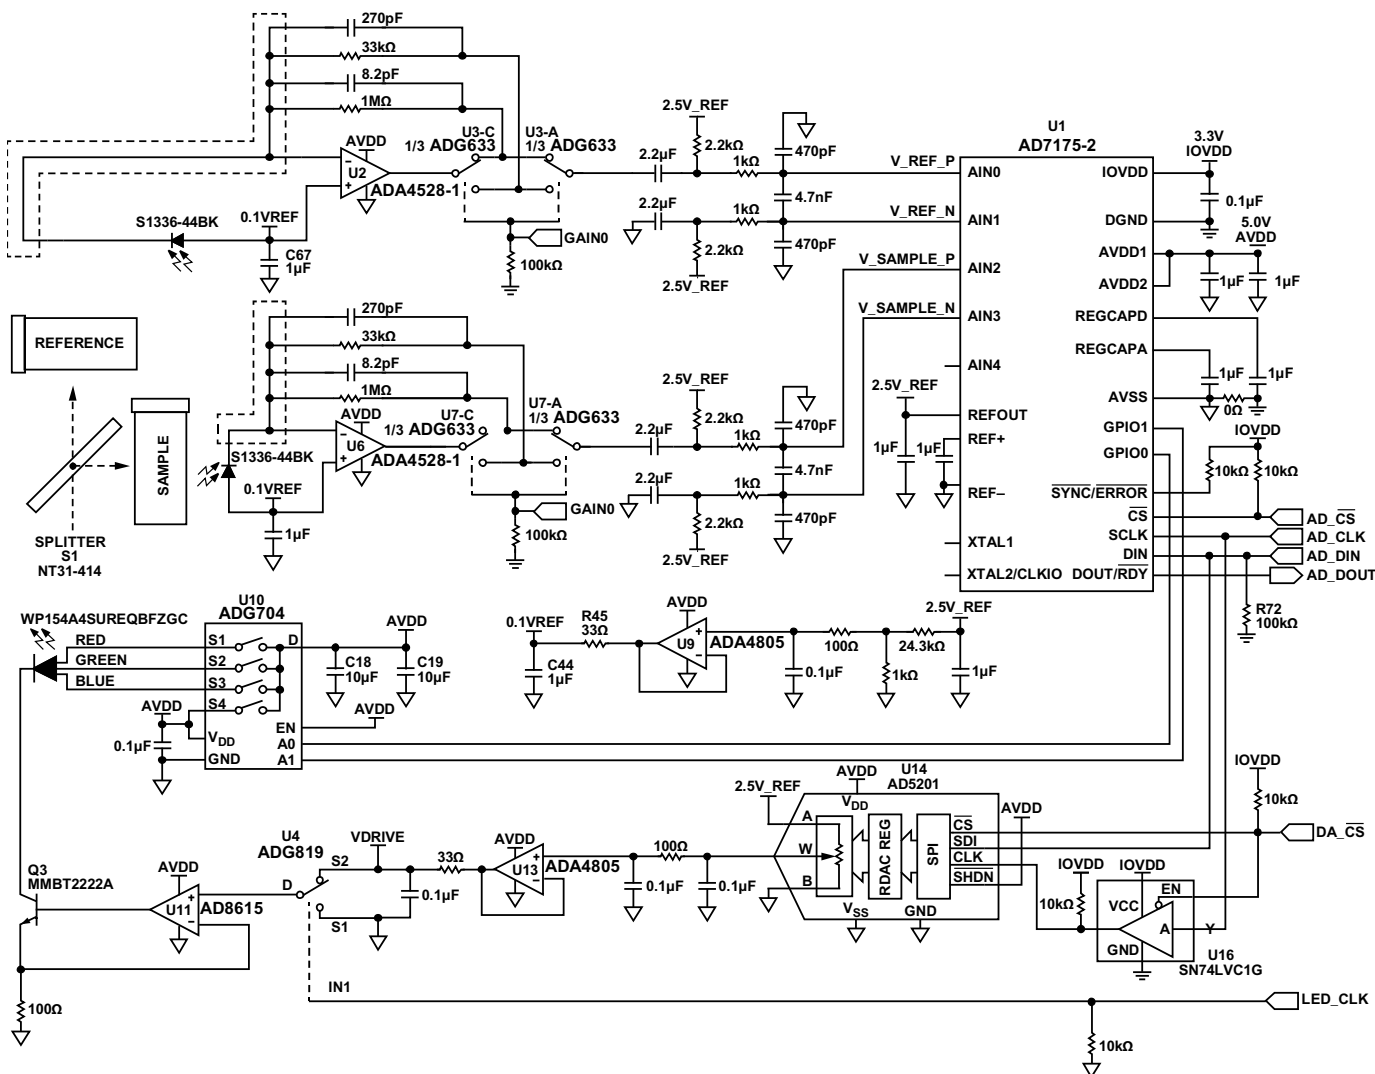 270pF
33kΩ
8.2pF
1MΩ
AVDD
U2
ADA4528-1
U3-C
1/3 ADG633
U3-A
1/3 ADG633
S1336-44BK
0.1VREF
C67
1µF
GAIN0
100kΩ
2.5V_REF
2.2µF
2.2kΩ
1kΩ
470pF
4.7nF
2.2µF
1kΩ
2.2kΩ
470pF
2.5V_REF
V_REF_P
V_REF_N
V_SAMPLE_P
V_SAMPLE_N
U1
AD7175-2
AIN0
AIN1
AIN2
AIN3
AIN4
REFOUT
REF+
REF–
XTAL1
XTAL2/CLKIO
IOVDD
DGND
AVDD1
AVDD2
REGCAPD
REGCAPA
AVSS
GPIO1
GPIO0
SYNC/ERROR
CS
SCLK
DIN
DOUT/RDY
3.3V
IOVDD
0.1µF
5.0V
AVDD
1µF
1µF
1µF
1µF
0Ω
IOVDD
10kΩ
10kΩ
AD_CS
AD_CLK
AD_DIN
AD_DOUT
R72
100kΩ
2.5V_REF
1µF
1µF
REFERENCE
SAMPLE
SPLITTER
S1
NT31-414
270pF
33kΩ
8.2pF
1MΩ
AVDD
U6
ADA4528-1
U7-C
1/3 ADG633
U7-A
1/3 ADG633
S1336-44BK
0.1VREF
1µF
GAIN0
100kΩ
2.5V_REF
2.2µF
2.2kΩ
1kΩ
470pF
4.7nF
2.2µF
1kΩ
2.2kΩ
470pF
2.5V_REF
WP154A4SUREQBFZGC
RED
GREEN
BLUE
U10
ADG704
S1
S2
S3
S4
D
VDD
GND
EN
A0
A1
AVDD
0.1µF
AVDD
C18
10µF
C19
10µF
AVDD
0.1VREF
R45
33Ω
C44
1µF
AVDD
U9
ADA4805
0.1µF
100Ω
1kΩ
24.3kΩ
2.5V_REF
1µF
Q3
MMBT2222A
100Ω
AVDD
U11
AD8615
U4
ADG819
D
S2
S1
IN1
VDRIVE
0.1µF
33Ω
AVDD
U13
ADA4805
0.1µF
100Ω
0.1µF
2.5V_REF
AVDD
U14
AD5201
VDD
A
W
B
RDAC REG
SPI
CS
SDI
CLK
SHDN
VSS
GND
AVDD
IOVDD
10kΩ
DA_CS
IOVDD
10kΩ
IOVDD
VCC
EN
A
Y
GND
U16
SN74LVC1G
LED_CLK
10kΩ